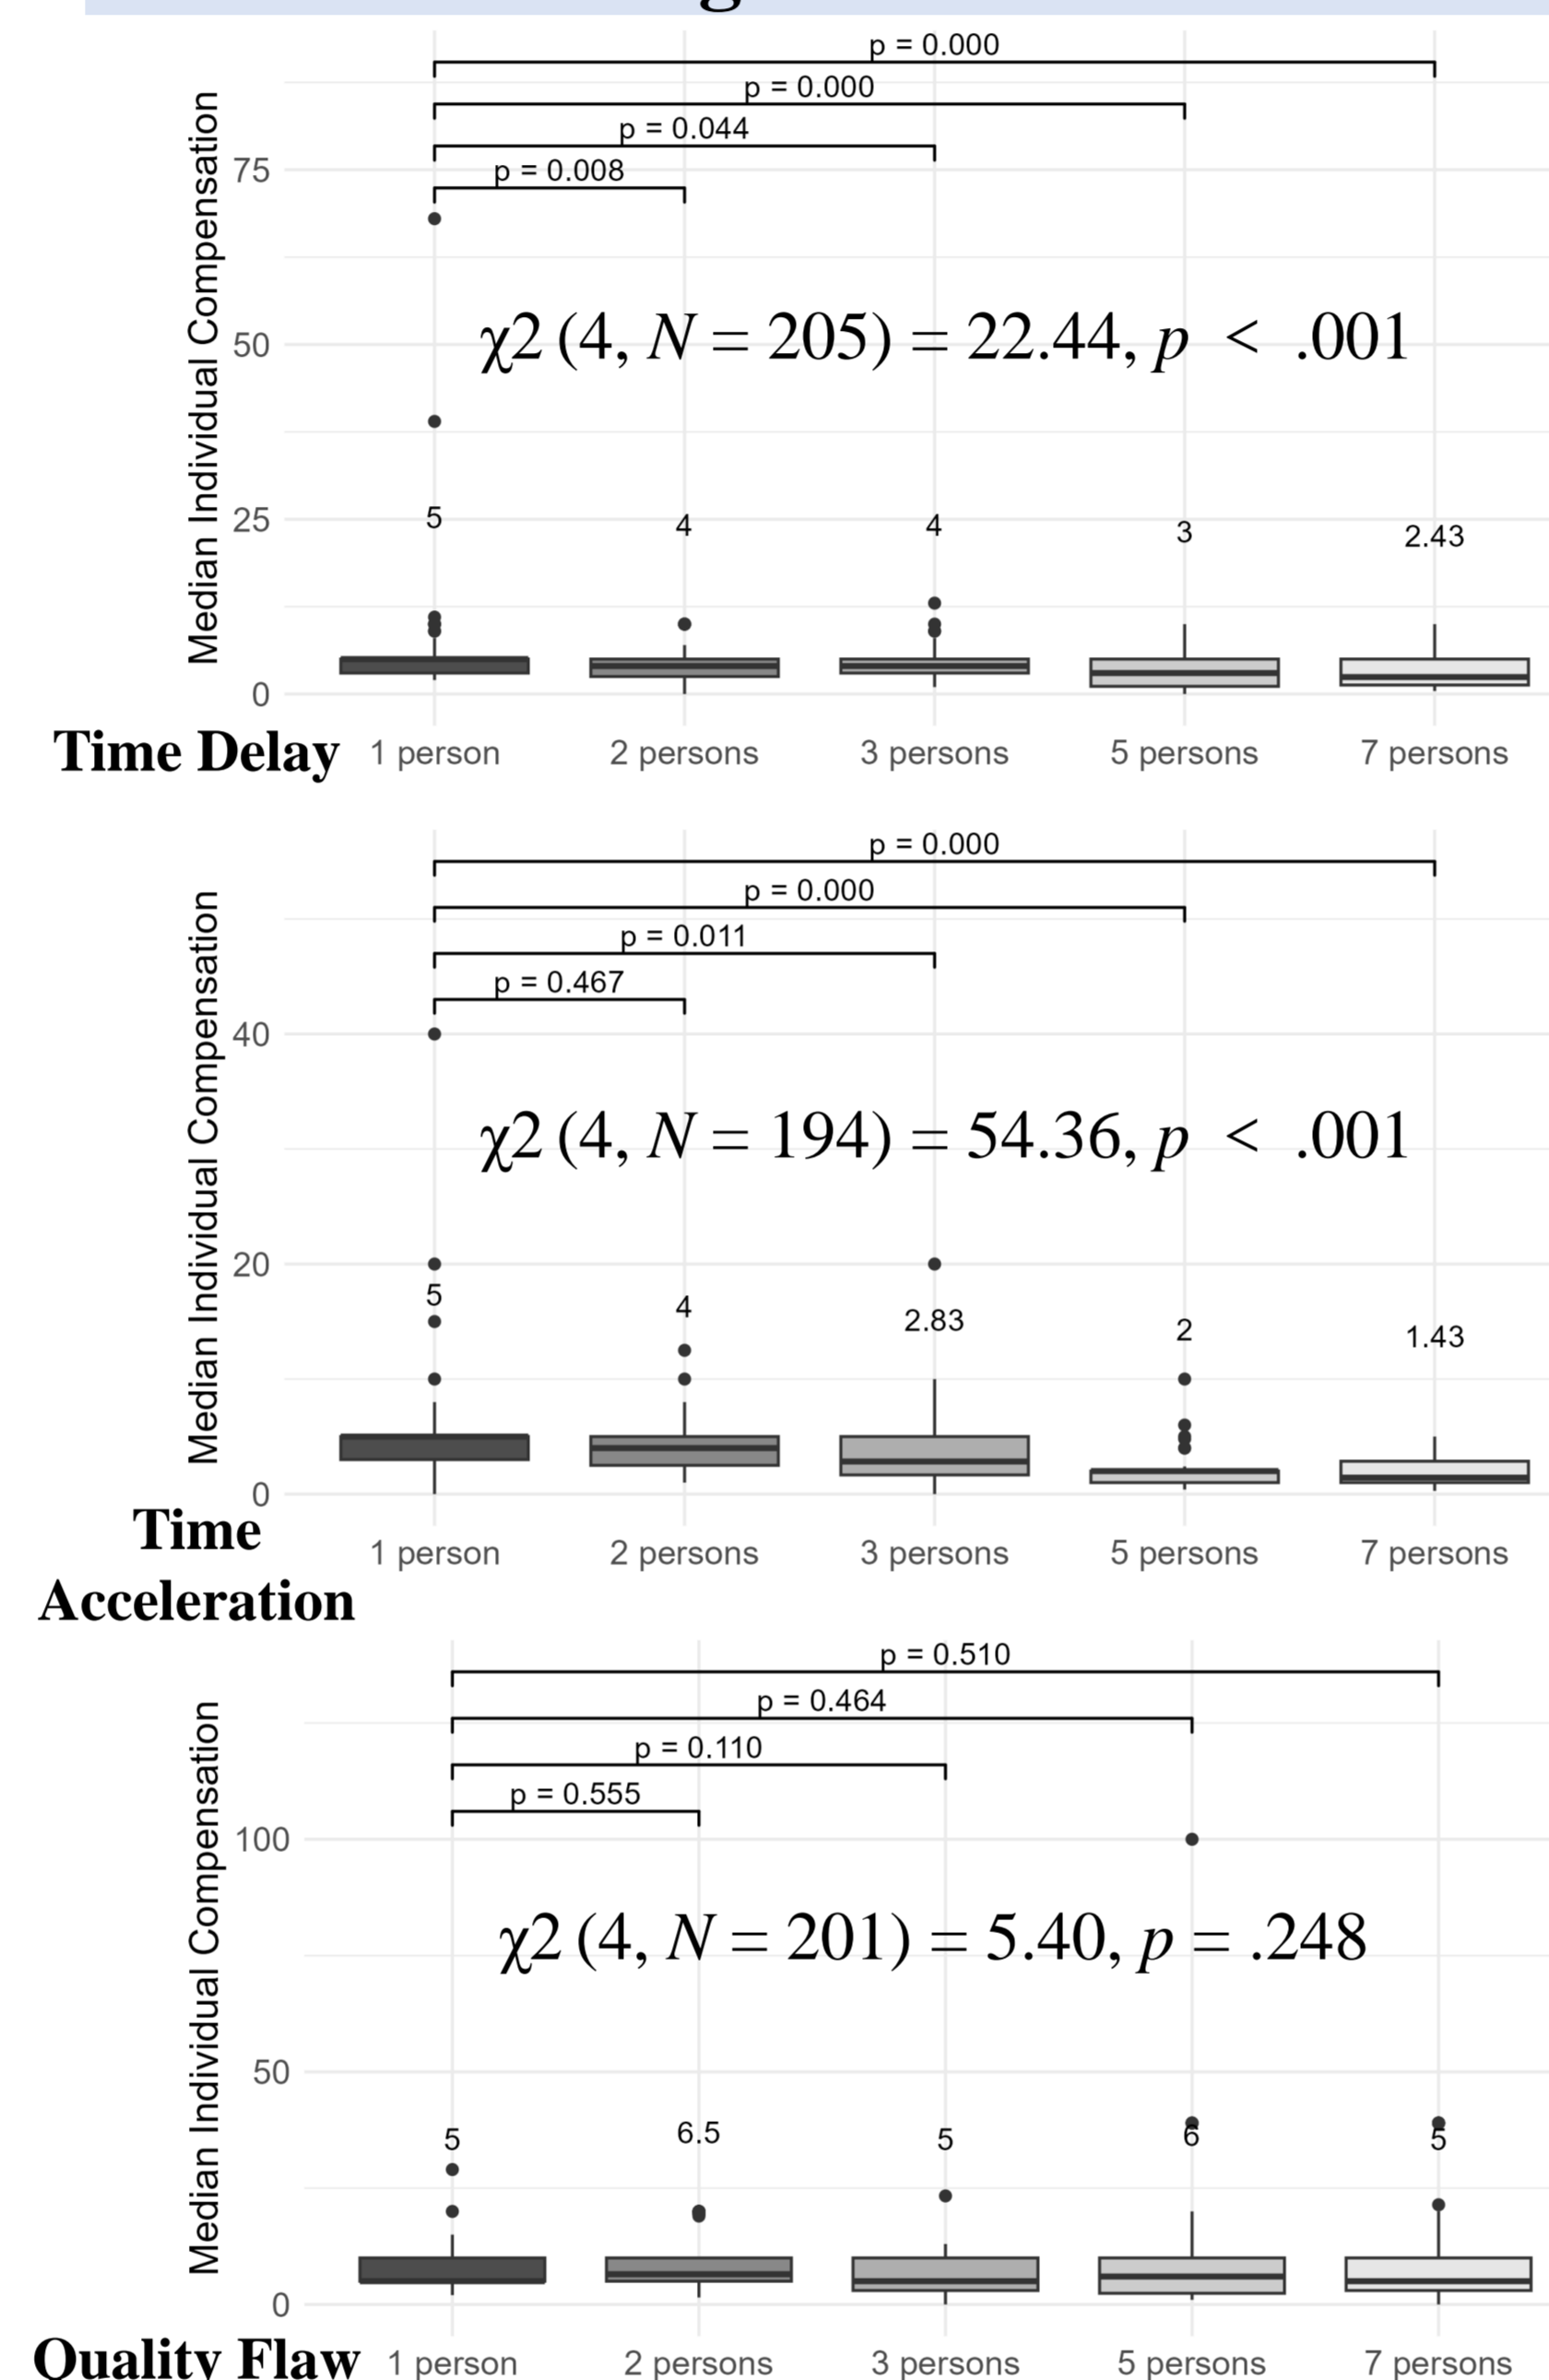 p = 0.000
p = 0.000
p = 0.044
p = 0.008
Median Individual Compensation
75
50
25
0
χ2 (4, N = 205) = 22.44, p < .001
5 4 4 3 2.43
Time Delay 1 person 2 persons 3 persons 5 persons 7 persons
p = 0.000
p = 0.000
p = 0.011
p = 0.467
Median Individual Compensation
40
20
0
χ2 (4, N = 194) = 54.36, p < .001
5 4 2.83 2 1.43
Time
Acceleration
1 person 2 persons 3 persons 5 persons 7 persons
p = 0.510
p = 0.464
p = 0.110
p = 0.555
Median Individual Compensation
100
50
0
χ2 (4, N = 201) = 5.40, p = .248
5 6.5 5 6 5
Quality Flaw 1 person 2 persons 3 persons 5 persons 7 persons